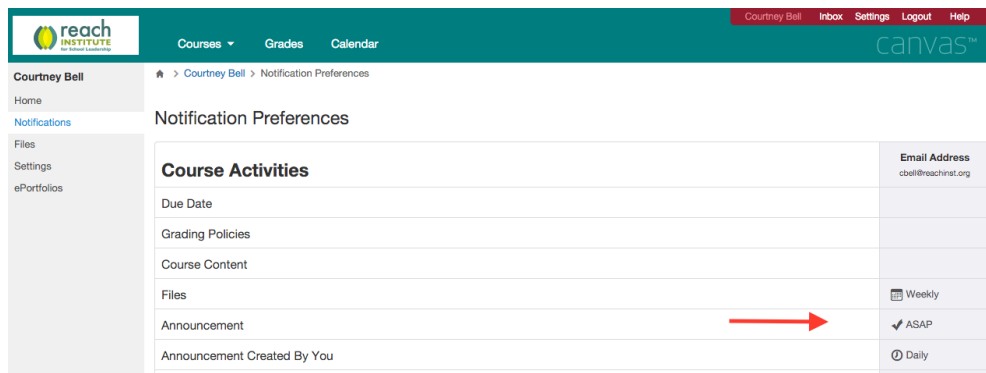 reach
INSTITUTE
for School Leadership
Courtney Bell Inbox Settings Logout Help
Courses Grades Calendar
canvas™
Courtney Bell
Home
Notifications
Files
Settings
ePortfolios
> Courtney Bell > Notification Preferences
Notification Preferences
Course Activities
Email Address
cbell@reachinst.org
Due Date
Grading Policies
Course Content
Files Weekly
Announcement ASAP
Announcement Created By You Daily